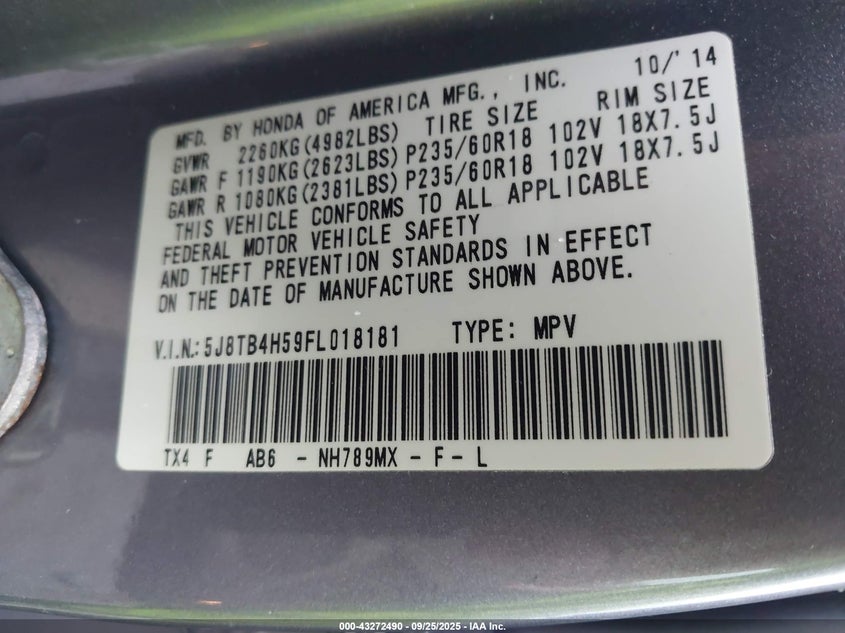 MFD. BY HONDA OF AMERICA MFG., INC. 10/'14
GVWR 2260KG(4982LBS) TIRE SIZE RIM SIZE
GAWR F 1190KG(2623LBS) P235/60R18 102V 18X7.5J
GAWR R 1080KG(2381LBS) P235/60R18 102V 18X7.5J
THIS VEHICLE CONFORMS TO ALL APPLICABLE
FEDERAL MOTOR VEHICLE SAFETY
AND THEFT PREVENTION STANDARDS IN EFFECT
ON THE DATE OF MANUFACTURE SHOWN ABOVE.
V.I.N.: 5J8TB4H59FL018181 TYPE: MPV
TX4 F AB6 - NH789MX - F - L
000-43272490 - 09/25/2025 - IAA Inc.